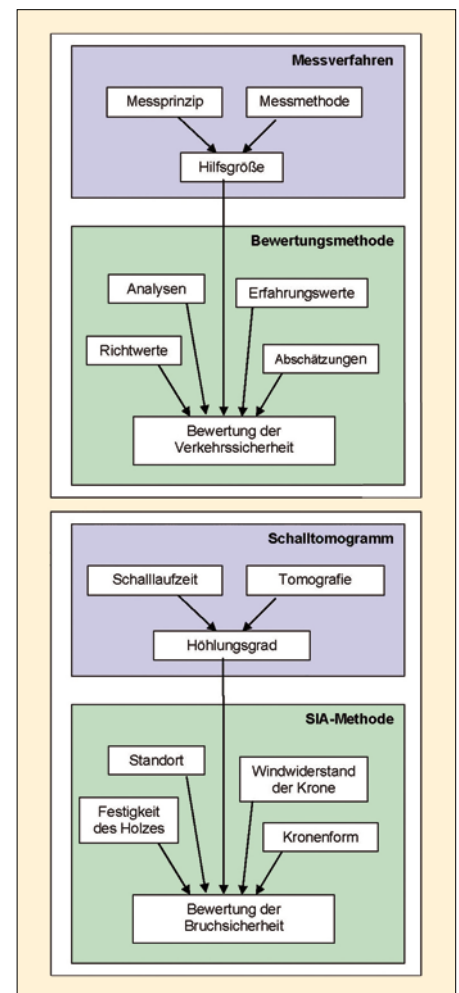 Messverfahren
Messprinzip
Messmethode
Hilfsgröße
Bewertungsmethode
Analysen
Erfahrungswerte
Richtwerte
Abschätzungen
Bewertung der
Verkehrssicherheit
Schalltomogramm
Schalllaufzeit
Tomografie
Höhlungsgrad
SIA-Methode
Standort
Windwiderstand
der Krone
Festigkeit
des Holzes
Kronenform
Bewertung der
Bruchsicherheit